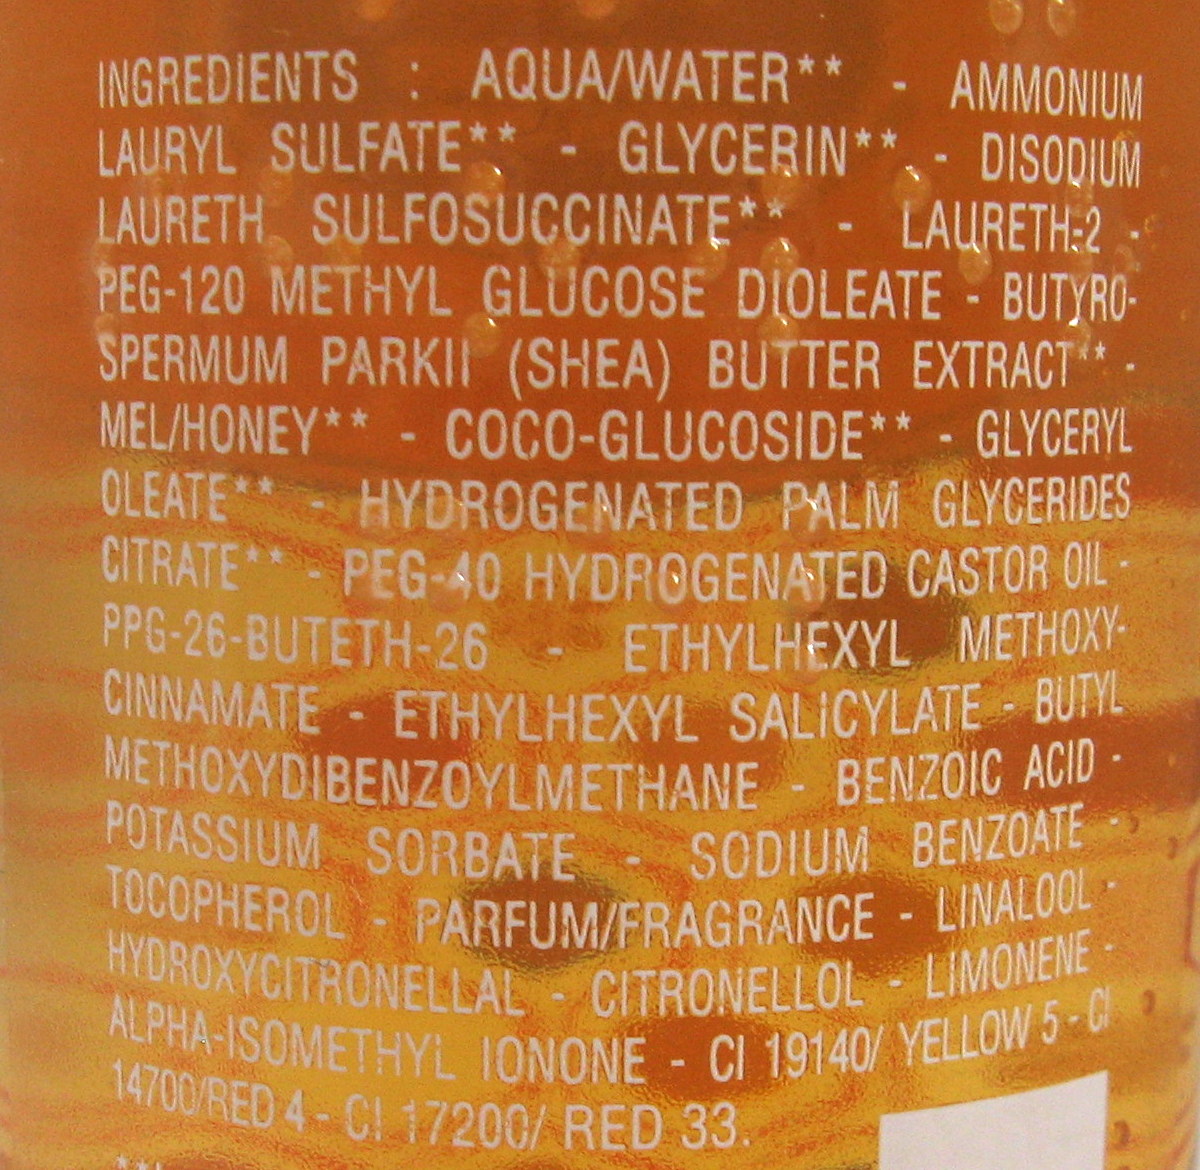 INGREDIENTS : AQUA/WATER** - AMMONIUM
LAURYL SULFATE** - GLYCERIN** - DISODIUM
LAURETH SULFOSUCCINATE** - LAURETH-2 -
PEG-120 METHYL GLUCOSE DIOLEATE - BUTYRO-
SPERMUM PARKII (SHEA) BUTTER EXTRACT** -
MEL/HONEY** - COCO-GLUCOSIDE** - GLYCERYL
OLEATE** - HYDROGENATED PALM GLYCERIDES
CITRATE** - PEG-40 HYDROGENATED CASTOR OIL -
PPG-26-BUTETH-26 - ETHYLHEXYL METHOXY-
CINNAMATE - ETHYLHEXYL SALICYLATE - BUTYL
METHOXYDIBENZOYLMETHANE - BENZOIC ACID -
POTASSIUM SORBATE - SODIUM BENZOATE -
TOCOPHEROL - PARFUM/FRAGRANCE - LINALOOL -
HYDROXYCITRONELLAL - CITRONELLOL - LIMONENE -
ALPHA-ISOMETHYL IONONE - CI 19140/ YELLOW 5 - CI
14700/RED 4 - CI 17200/ RED 33.